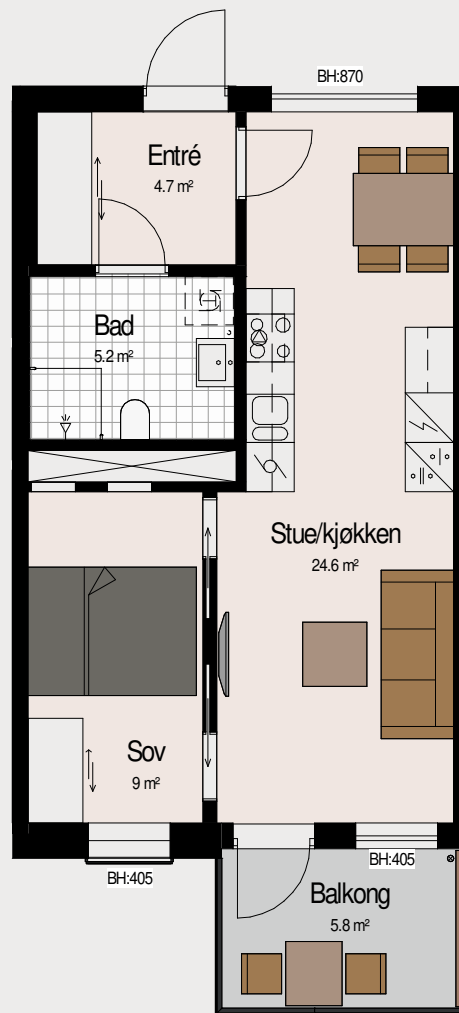 BH:870
Entré
4.7 m²
Bad
5.2 m²
Stue/kjøkken
24.6 m²
Sov
9 m²
BH:405
BH:405
Balkong
5.8 m²